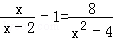 x/(x−2) −1= 8/(x²−4)